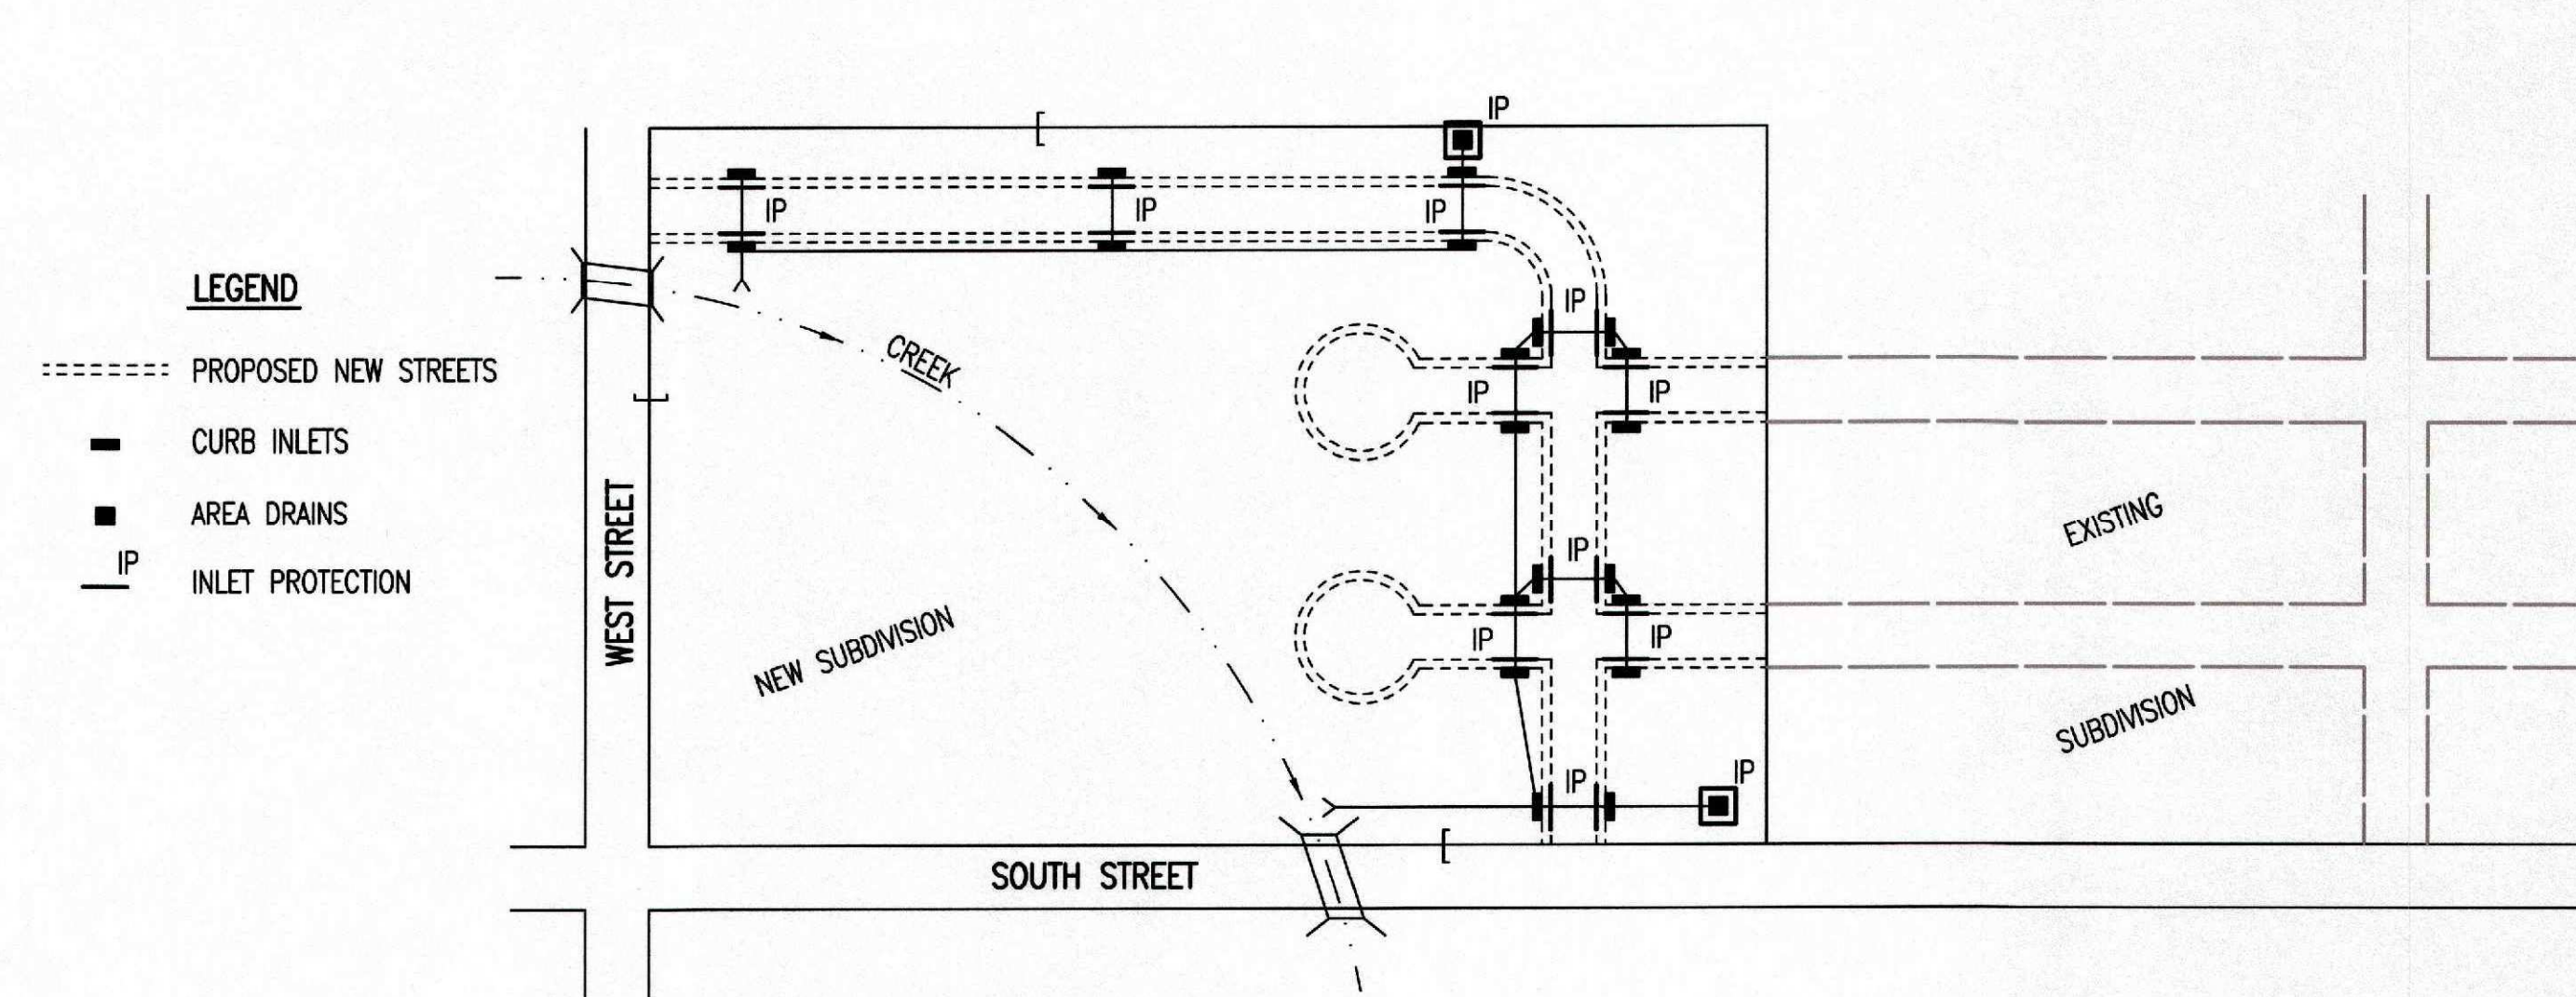 IP
IP
IP
IP
LEGEND
IP
CREEK
PROPOSED NEW STREETS
IP
IP
CURB INLETS
AREA DRAINS
EXISTING
IP
IP
INLET PROTECTION
WEST STREET
NEW SUBDIVISION
IP
IP
SUBDIVISION
IP
IP
SOUTH STREET